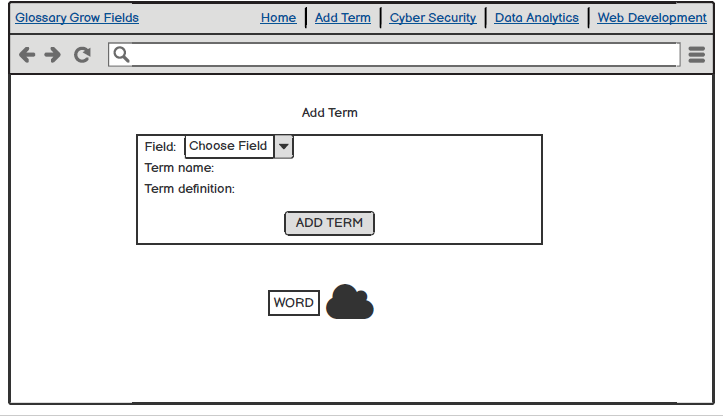 Glossary Grow Fields Home Add Term Cyber Security Data Analytics Web Development
Add Term
Field: Choose Field
Term name:
Term definition:
ADD TERM
WORD